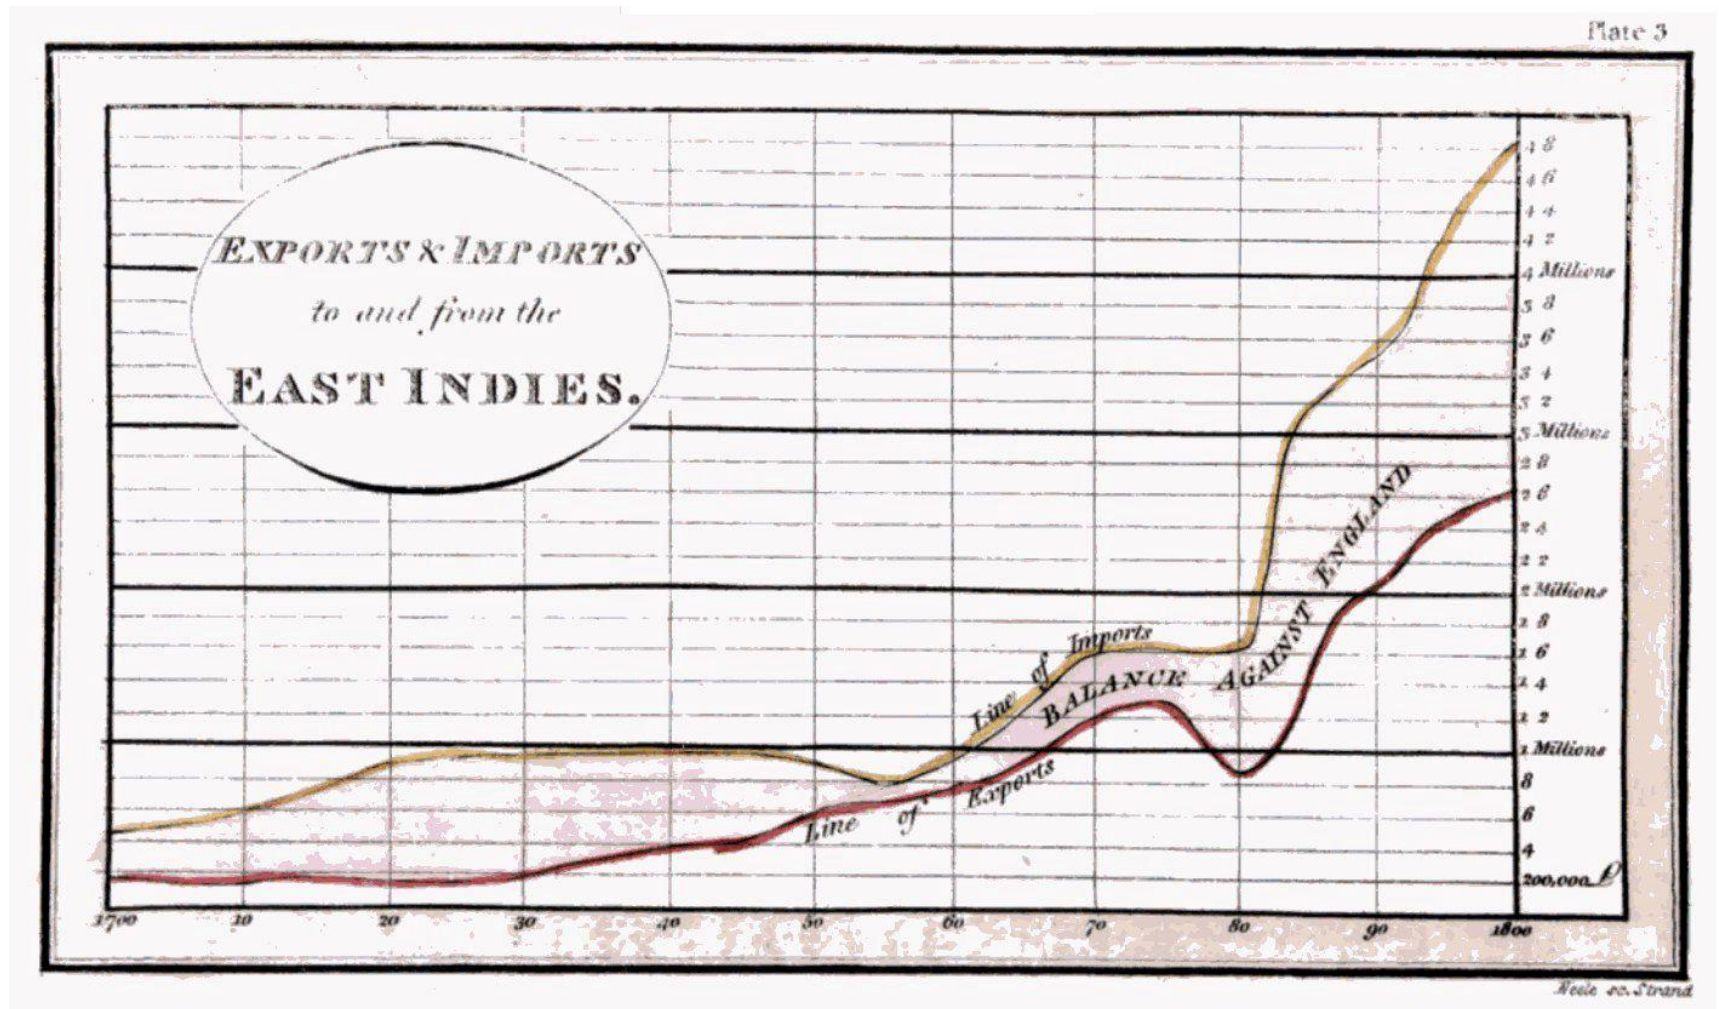 Plate 3
EXPORTS & IMPORTS
to and from the
EAST INDIES.
4 8
4 6
4 4
4 2
4 Millions
3 8
3 6
3 4
3 2
3 Millions
2 8
2 6
2 4
2 2
2 Millions
1 8
1 6
1 4
1 2
1 Millions
8
6
4
200,000 £
Line of Imports
BALANCE AGAINST ENGLAND
Line of Exports
1700 10 20 30 40 50 60 70 80 90 1800
Neele sc. Strand